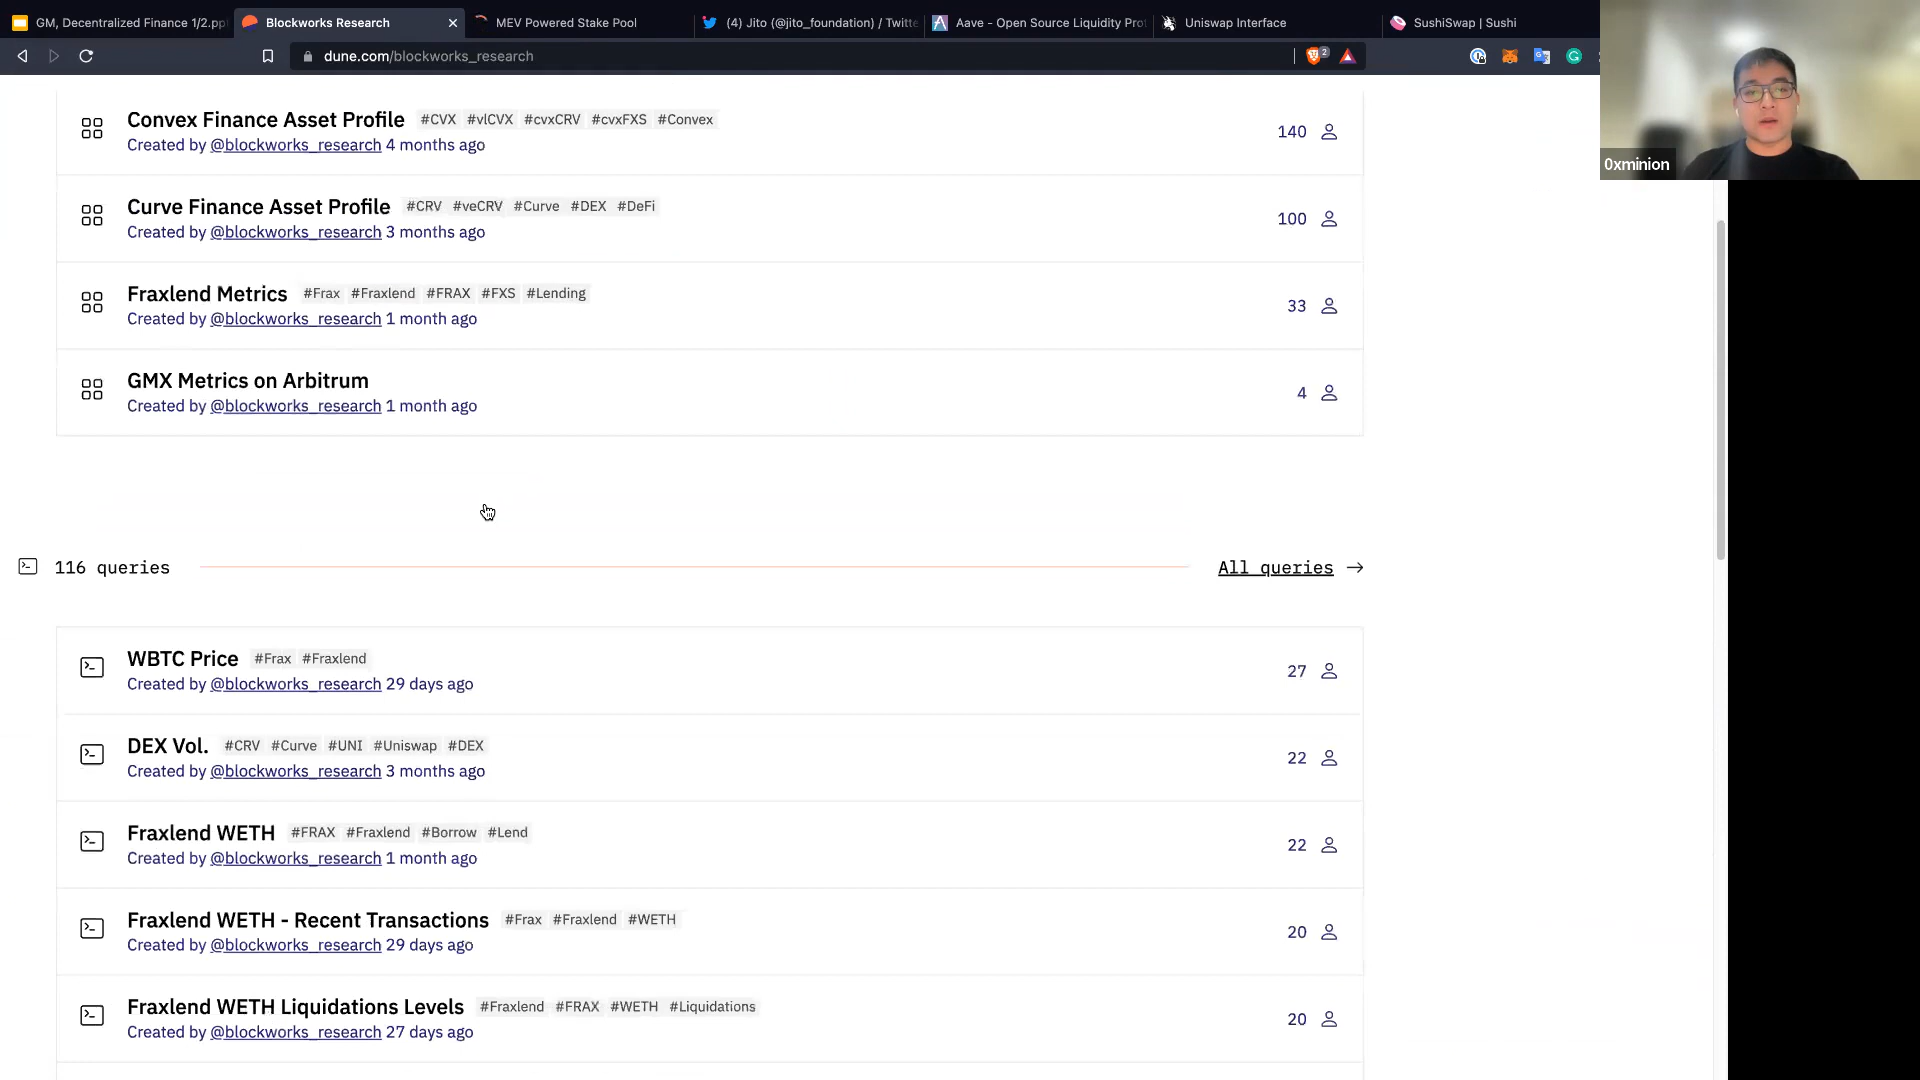 GM, Decentralized Finance 1/2.pp
Blockworks Research
MEV Powered Stake Pool
(4) Jito (@jito_foundation) / Twitte
Aave - Open Source Liquidity Pro
Uniswap Interface
SushiSwap | Sushi
dune.com/blockworks_research
2
0xminion
Convex Finance Asset Profile #CVX #vlCVX #cvxCRV #cvxFXS #Convex
Created by @blockworks_research 4 months ago
140
Curve Finance Asset Profile #CRV #veCRV #Curve #DEX #DeFi
Created by @blockworks_research 3 months ago
100
Fraxlend Metrics #Frax #Fraxlend #FRAX #FXS #Lending
Created by @blockworks_research 1 month ago
33
GMX Metrics on Arbitrum
Created by @blockworks_research 1 month ago
4
116 queries
All queries →
WBTC Price #Frax #Fraxlend
Created by @blockworks_research 29 days ago
27
DEX Vol. #CRV #Curve #UNI #Uniswap #DEX
Created by @blockworks_research 3 months ago
22
Fraxlend WETH #FRAX #Fraxlend #Borrow #Lend
Created by @blockworks_research 1 month ago
22
Fraxlend WETH - Recent Transactions #Frax #Fraxlend #WETH
Created by @blockworks_research 29 days ago
20
Fraxlend WETH Liquidations Levels #Fraxlend #FRAX #WETH #Liquidations
Created by @blockworks_research 27 days ago
20